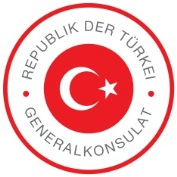 REPUBLIK DER TÜRKEI
GENERALKONSULAT